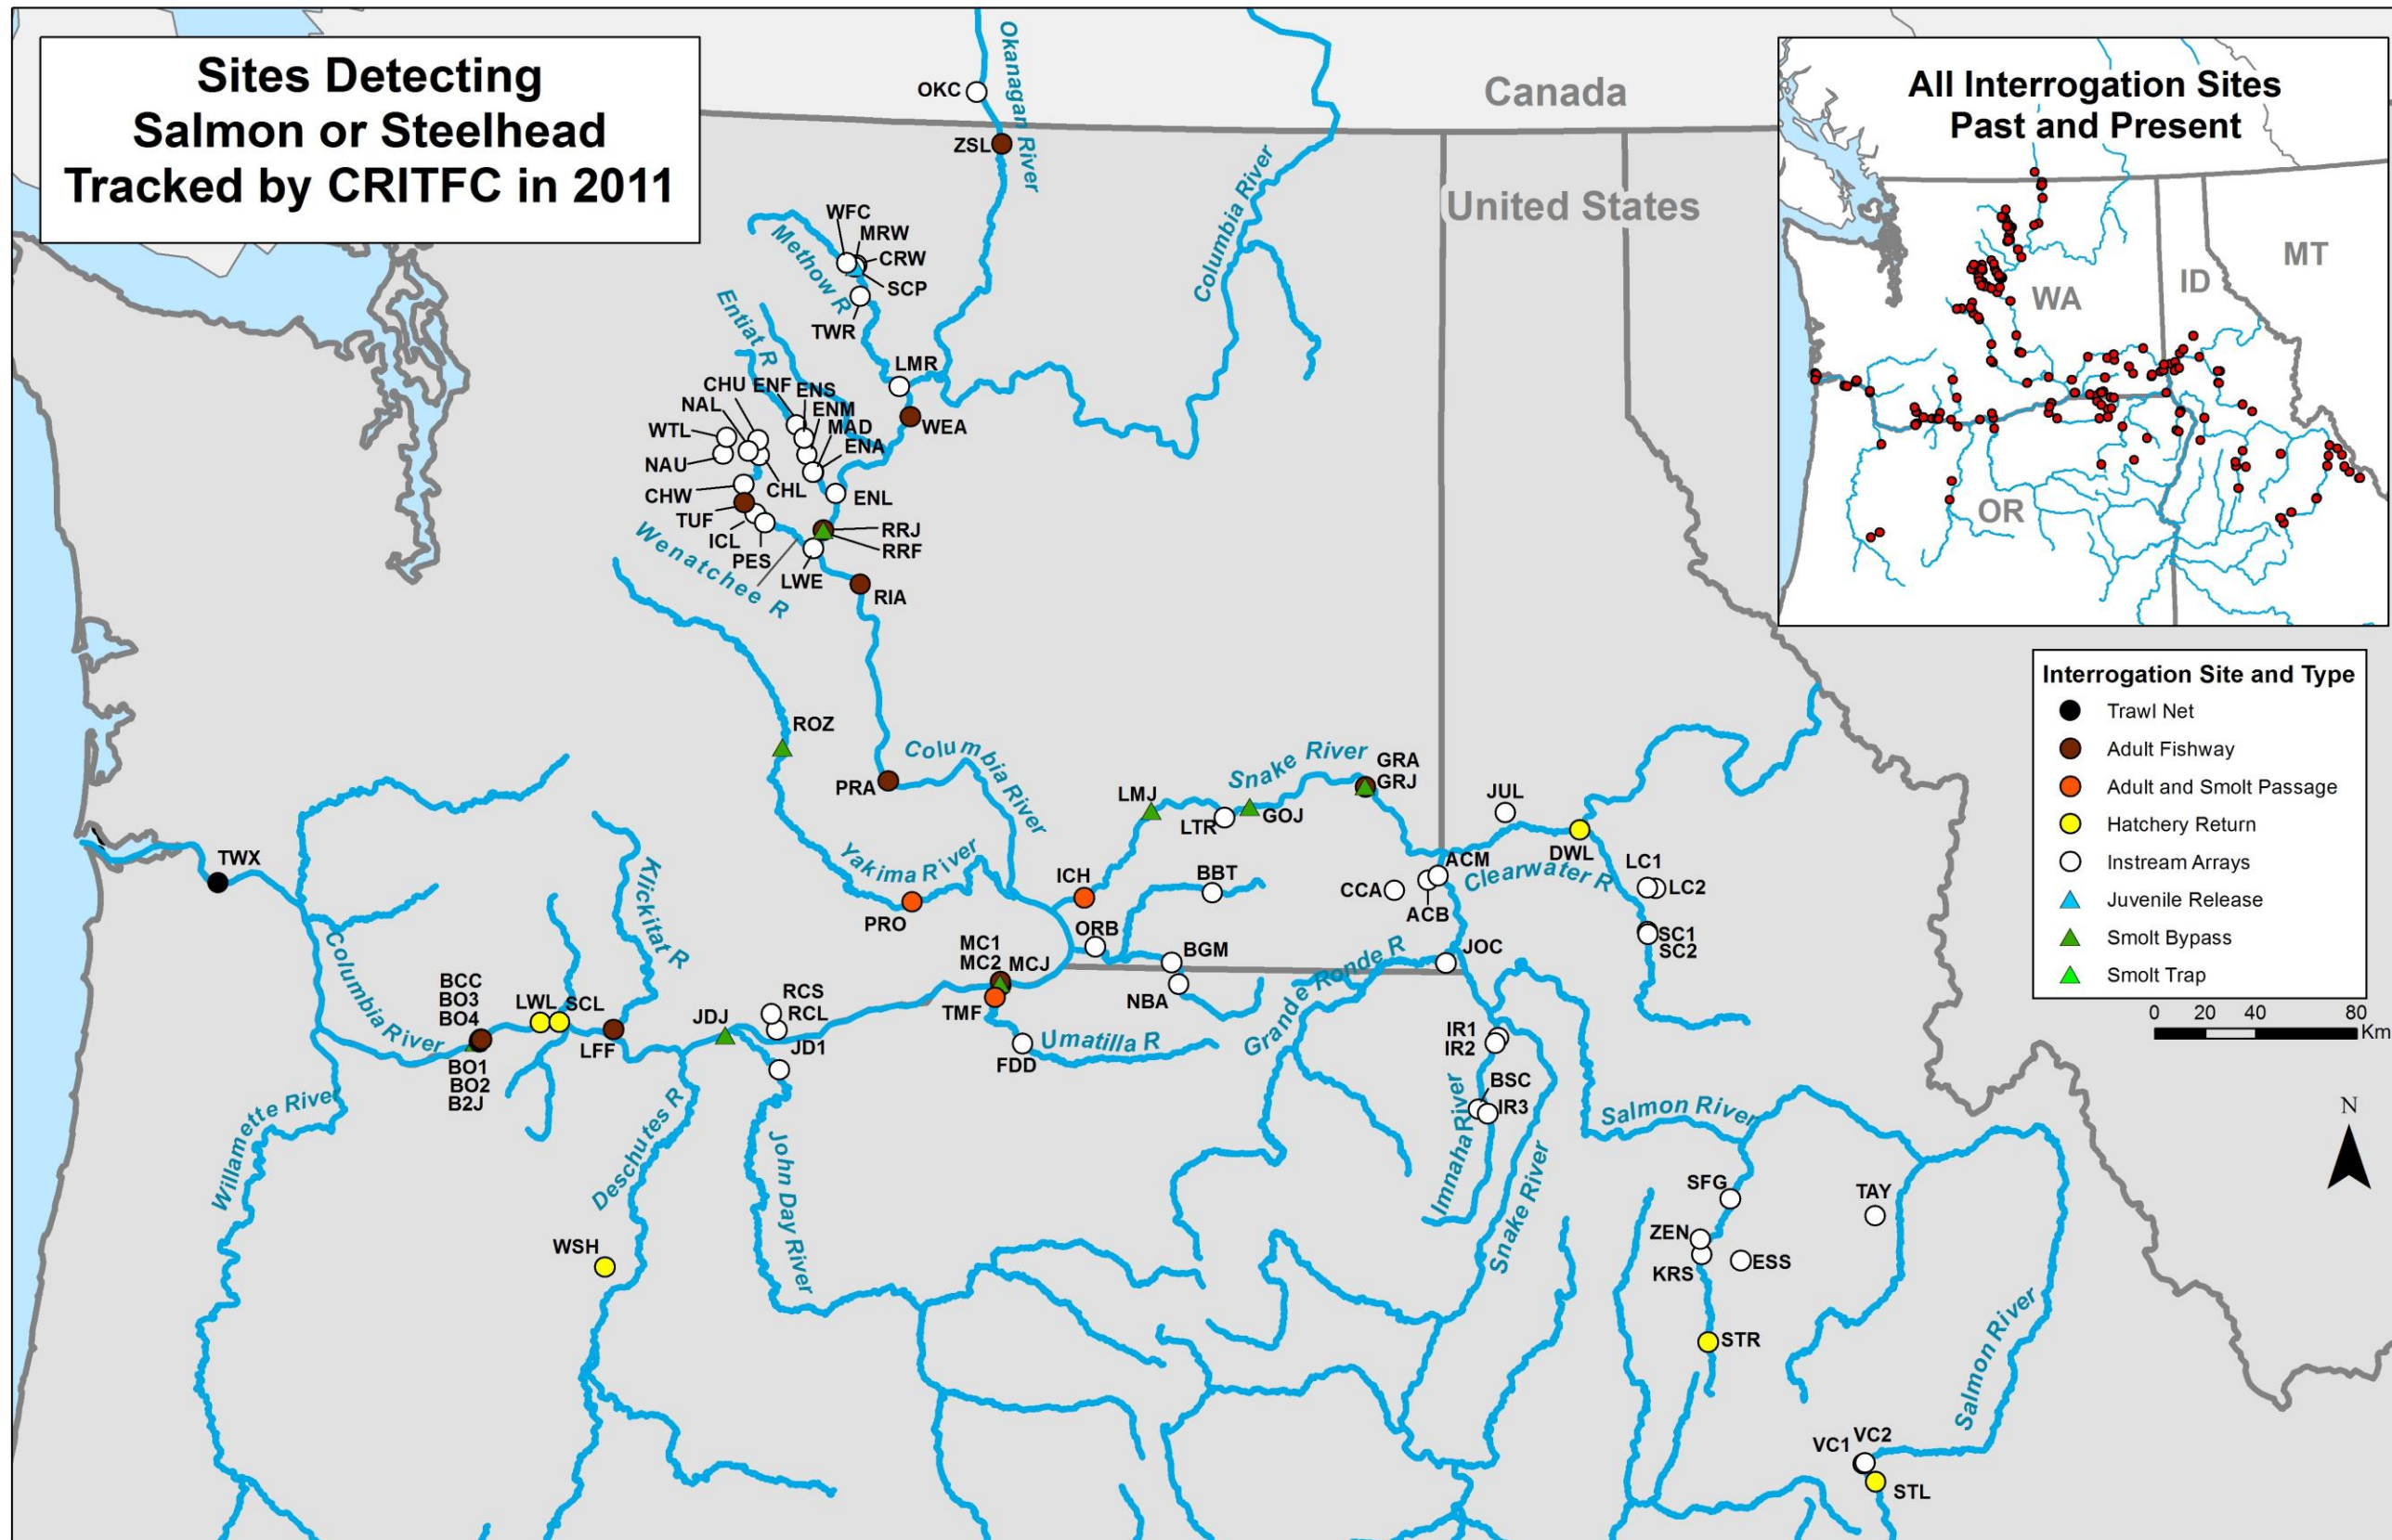 Sites Detecting
Salmon or Steelhead
Tracked by CRITFC in 2011
Okanagan River
OKC
Canada
ZSL
United States
Columbia River
All Interrogation Sites
Past and Present
WA
ID
MT
OR
WFC
MRW
CRW
SCP
Methow R
TWR
Entiat R
LMR
WEA
CHU
ENF
ENS
NAL
ENM
MAD
WTL
ENA
NAU
CHL
CHW
ENL
TUF
ICL
PES
RRJ
RRF
LWE
Wenatchee R
RIA
Interrogation Site and Type
Trawl Net
Adult Fishway
Adult and Smolt Passage
Hatchery Return
Instream Arrays
Juvenile Release
Smolt Bypass
Smolt Trap
0 20 40 80
Km
N
ROZ
PRA
Columbia River
Snake River
GRA
GRJ
LMJ
LTR
GOJ
JUL
DWL
TWX
Klickitat R
Yakima River
PRO
ICH
BBT
CCA
ACM
ACB
Clearwater R
LC1
LC2
SC1
SC2
Columbia River
ORB
BGM
NBA
MC1
MC2
MCJ
TMF
JOC
Grande Ronde R
BCC
BO3
BO4
LWL
SCL
LFF
JDJ
RCS
RCL
JD1
FDD
Umatilla R
BO1
BO2
B2J
IR1
IR2
BSC
IR3
Imnaha River
Snake River
Salmon River
Willamette River
Deschutes R
John Day River
WSH
SFG
ZEN
KRS
ESS
TAY
STR
Salmon River
VC1
VC2
STL